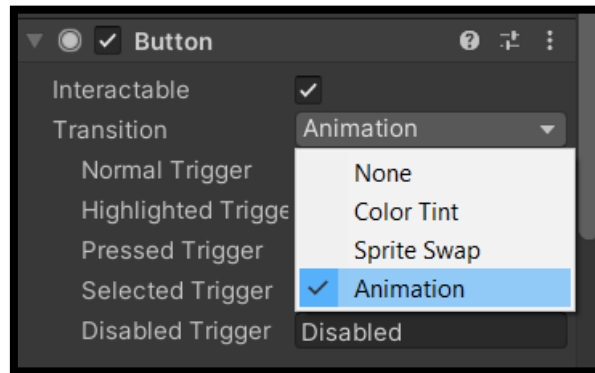 Button
Interactable
Transition Animation
Normal Trigger None
Highlighted Trigge Color Tint
Pressed Trigger Sprite Swap
Selected Trigger Animation
Disabled Trigger Disabled